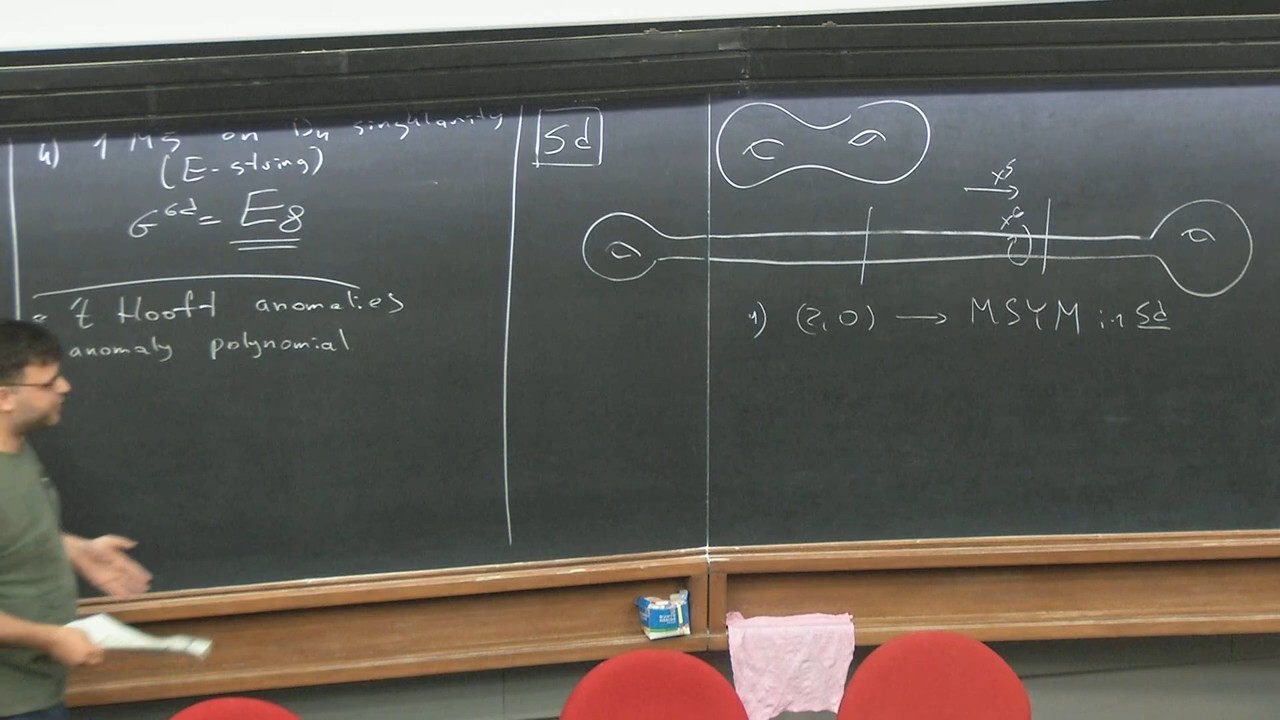 4) 1 M5 on D4 singularity
(E-string)
G^6d = E8
• 't Hooft anomalies
anomaly polynomial
5d
x^5
x^6
1) (2,0) → MSYM in 5d